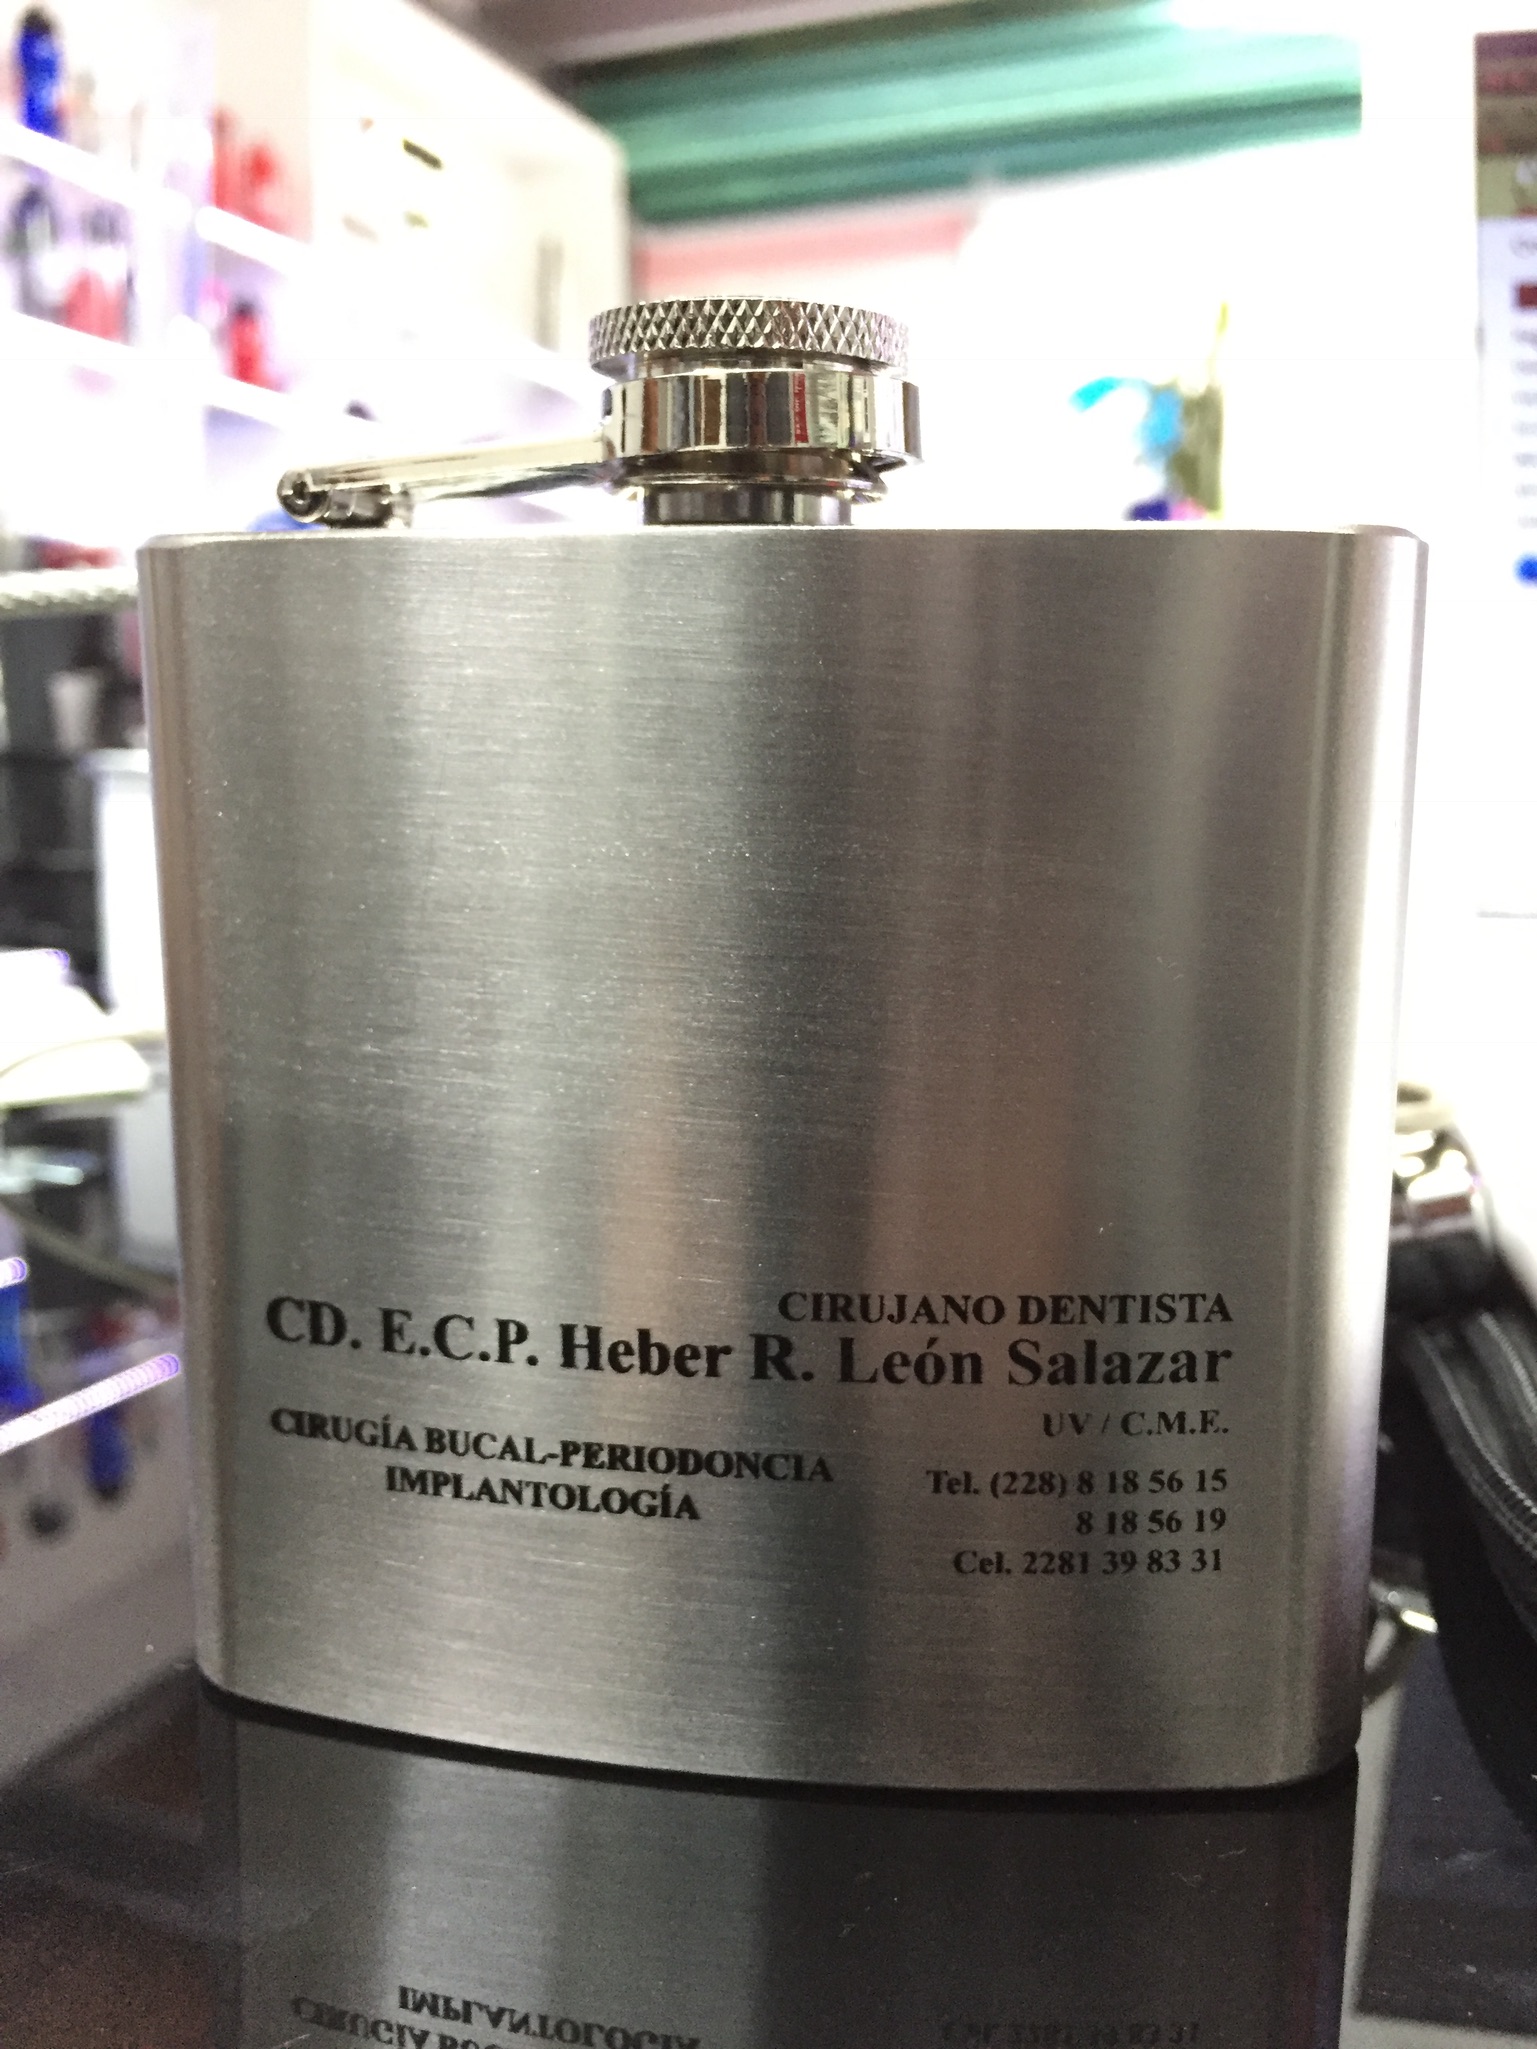 CIRUJANO DENTISTA
CD. E.C.P. Heber R. León Salazar
UV / C.M.E.
CIRUGÍA BUCAL-PERIODONCIA
IMPLANTOLOGÍA
Tel. (228) 8 18 56 15
8 18 56 19
Cel. 2281 39 83 31